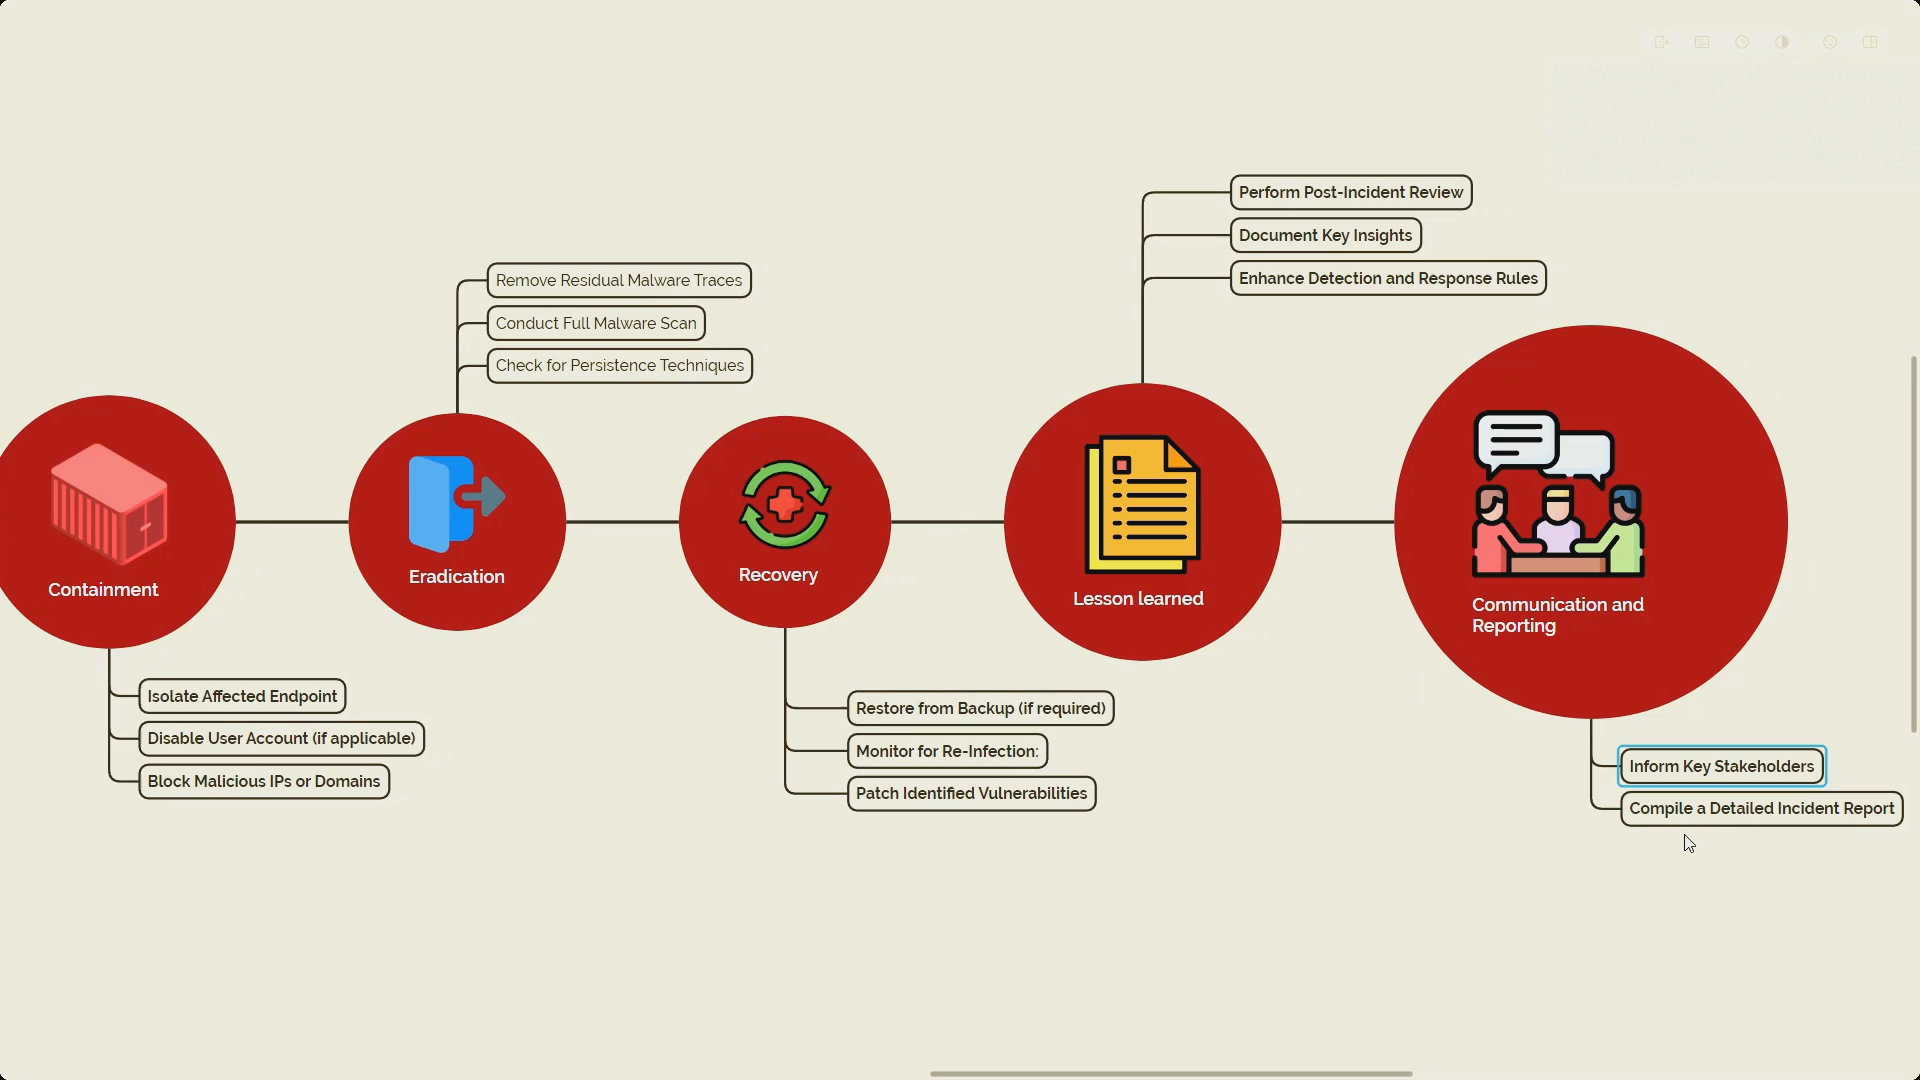 Perform Post-Incident Review
Document Key Insights
Enhance Detection and Response Rules
Remove Residual Malware Traces
Conduct Full Malware Scan
Check for Persistence Techniques
Containment
Eradication
Recovery
Lesson learned
Communication and
Reporting
Isolate Affected Endpoint
Disable User Account (if applicable)
Block Malicious IPs or Domains
Restore from Backup (if required)
Monitor for Re-Infection:
Patch Identified Vulnerabilities
Inform Key Stakeholders
Compile a Detailed Incident Report